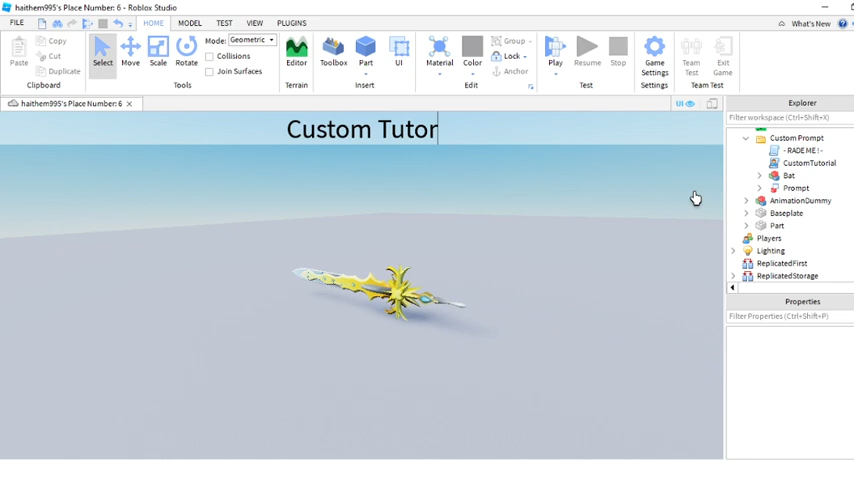 haithem995's Place Number: 6 - Roblox Studio
FILE
HOME
MODEL
TEST
VIEW
PLUGINS
What's New
Paste
Copy
Cut
Duplicate
Clipboard
Select
Move
Scale
Rotate
Mode: Geometric
Collisions
Join Surfaces
Tools
Editor
Terrain
Toolbox
Part
UI
Insert
Material
Color
Group
Lock
Anchor
Edit
Play
Resume
Stop
Test
Game
Settings
Settings
Team
Test
Exit
Game
Team Test
haithem995's Place Number: 6
UI
Custom Tutor
Explorer
Filter workspace (Ctrl+Shift+X)
Custom Prompt
- RADE ME ! -
CustomTutorial
Bat
Prompt
AnimationDummy
Baseplate
Part
Players
Lighting
ReplicatedFirst
ReplicatedStorage
Properties
Filter Properties (Ctrl+Shift+P)